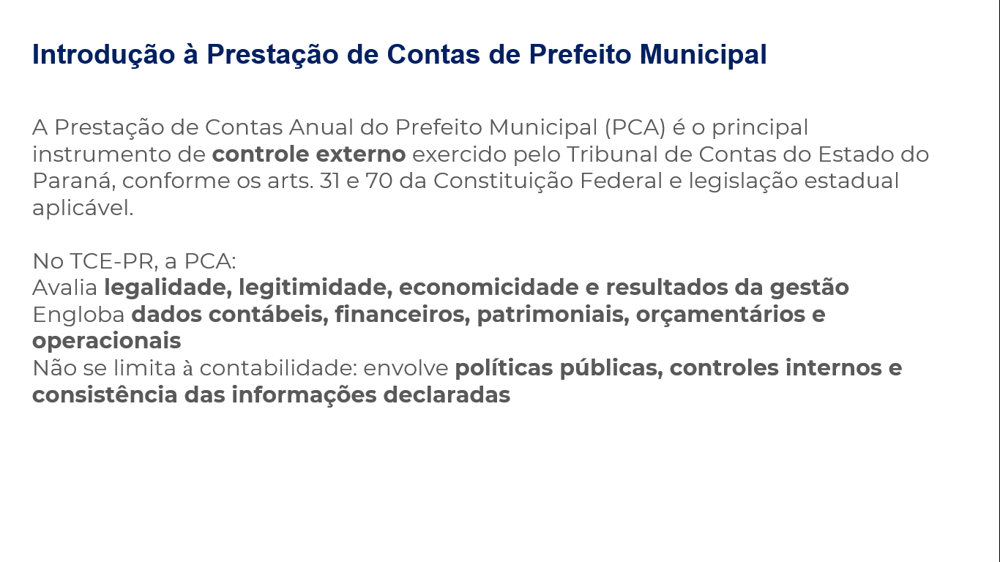 Introdução à Prestação de Contas de Prefeito Municipal
A Prestação de Contas Anual do Prefeito Municipal (PCA) é o principal
instrumento de controle externo exercido pelo Tribunal de Contas do Estado do
Paraná, conforme os arts. 31 e 70 da Constituição Federal e legislação estadual
aplicável.
No TCE-PR, a PCA:
Avalia legalidade, legitimidade, economicidade e resultados da gestão
Engloba dados contábeis, financeiros, patrimoniais, orçamentários e
operacionais
Não se limita à contabilidade: envolve políticas públicas, controles internos e
consistência das informações declaradas